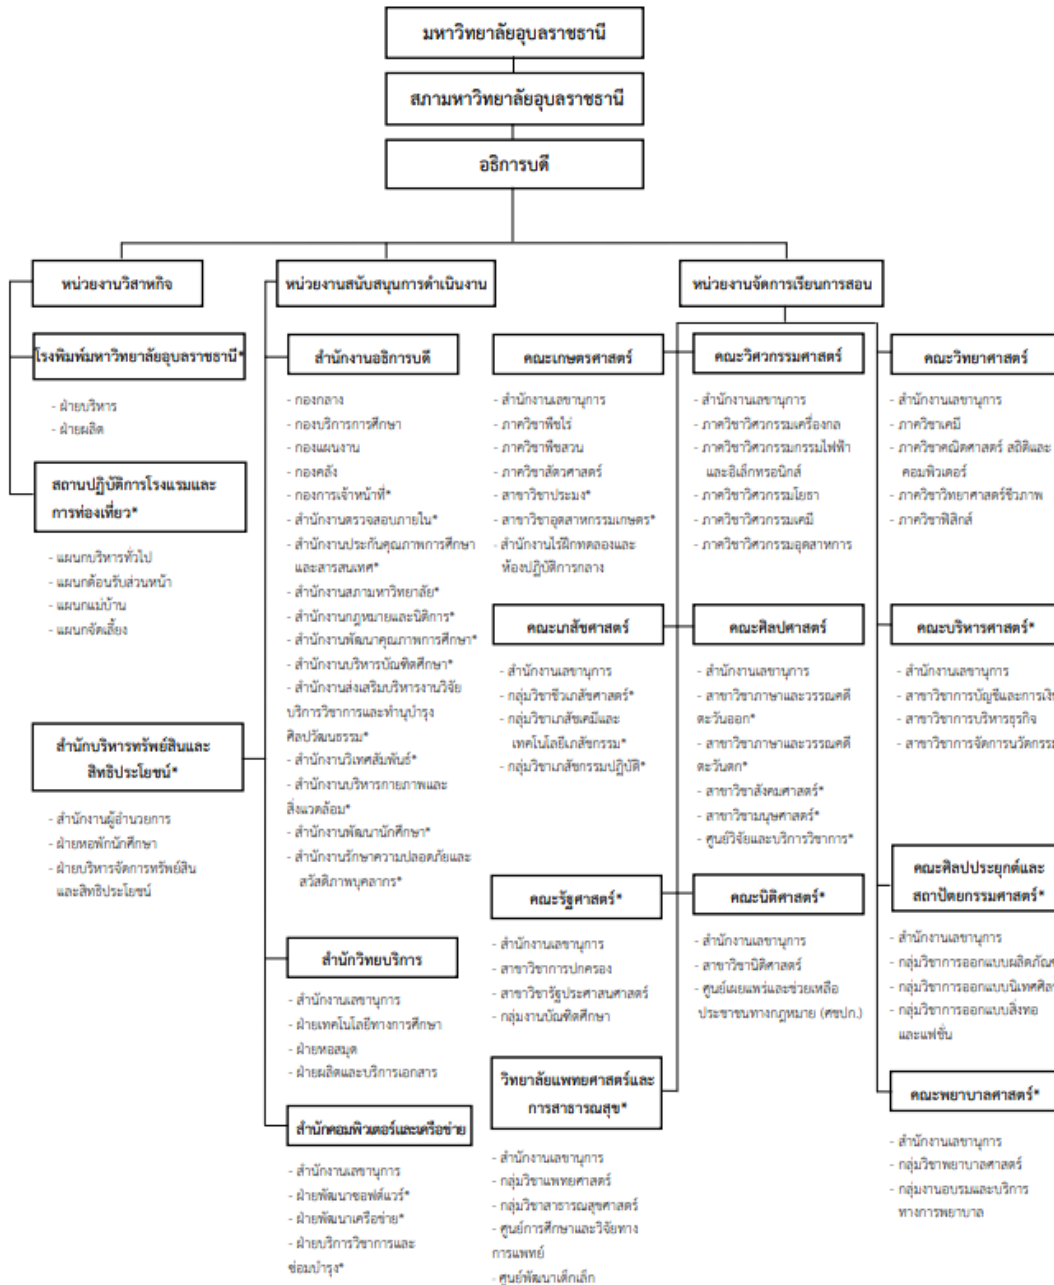 มหาวิทยาลัยอุบลราชธานี
สภามหาวิทยาลัยอุบลราชธานี
อธิการบดี
หน่วยงานวิสาหกิจ
โรงพิมพ์มหาวิทยาลัยอุบลราชธานี*
- ฝ่ายบริหาร
- ฝ่ายผลิต
สถานปฏิบัติการโรงแรมและ
การท่องเที่ยว*
- แผนกบริหารทั่วไป
- แผนกต้อนรับส่วนหน้า
- แผนกแม่บ้าน
- แผนกจัดเลี้ยง
สำนักบริหารทรัพย์สินและ
สิทธิประโยชน์*
- สำนักงานผู้อำนวยการ
- ฝ่ายหอพักนักศึกษา
- ฝ่ายบริหารจัดการทรัพย์สิน
และสิทธิประโยชน์
หน่วยงานสนับสนุนการดำเนินงาน
สำนักงานอธิการบดี
- กองกลาง
- กองบริการการศึกษา
- กองแผนงาน
- กองคลัง
- กองการเจ้าหน้าที่*
- สำนักงานตรวจสอบภายใน*
- สำนักงานประกันคุณภาพการศึกษา
และสารสนเทศ*
- สำนักงานสภามหาวิทยาลัย*
- สำนักงานกฎหมายและนิติการ*
- สำนักงานพัฒนาคุณภาพการศึกษา*
- สำนักงานบริหารบัณฑิตศึกษา*
- สำนักงานส่งเสริมบริหารงานวิจัย
บริการวิชาการและทำนุบำรุง
ศิลปวัฒนธรรม*
- สำนักงานวิเทศสัมพันธ์*
- สำนักงานบริหารกายภาพและ
สิ่งแวดล้อม*
- สำนักงานพัฒนานักศึกษา*
- สำนักงานรักษาความปลอดภัยและ
สวัสดิภาพบุคลากร*
สำนักวิทยบริการ
- สำนักงานเลขานุการ
- ฝ่ายเทคโนโลยีทางการศึกษา
- ฝ่ายหอสมุด
- ฝ่ายผลิตและบริการเอกสาร
สำนักคอมพิวเตอร์และเครือข่าย
- สำนักงานเลขานุการ
- ฝ่ายพัฒนาซอฟต์แวร์*
- ฝ่ายพัฒนาเครือข่าย*
- ฝ่ายบริการวิชาการและ
ซ่อมบำรุง*
หน่วยงานจัดการเรียนการสอน
คณะเกษตรศาสตร์
- สำนักงานเลขานุการ
- ภาควิชาพืชไร่
- ภาควิชาพืชสวน
- ภาควิชาสัตวศาสตร์
- สาขาวิชาประมง*
- สาขาวิชาอุตสาหกรรมเกษตร*
- สำนักงานไร่ฝึกทดลองและ
ห้องปฏิบัติการกลาง
คณะวิศวกรรมศาสตร์
- สำนักงานเลขานุการ
- ภาควิชาวิศวกรรมเครื่องกล
- ภาควิชาวิศวกรรมกรรมไฟฟ้า
และอิเล็กทรอนิกส์
- ภาควิชาวิศวกรรมโยธา
- ภาควิชาวิศวกรรมเคมี
- ภาควิชาวิศวกรรมอุตสาหการ
คณะวิทยาศาสตร์
- สำนักงานเลขานุการ
- ภาควิชาเคมี
- ภาควิชาคณิตศาสตร์ สถิติและ
คอมพิวเตอร์
- ภาควิชาวิทยาศาสตร์ชีวภาพ
- ภาควิชาฟิสิกส์
คณะเภสัชศาสตร์
- สำนักงานเลขานุการ
- กลุ่มวิชาชีวเภสัชศาสตร์*
- กลุ่มวิชาเภสัชเคมีและ
เทคโนโลยีเภสัชกรรม*
- กลุ่มวิชาเภสัชกรรมปฏิบัติ*
คณะศิลปศาสตร์
- สำนักงานเลขานุการ
- สาขาวิชาภาษาและวรรณคดี
ตะวันออก*
- สาขาวิชาภาษาและวรรณคดี
ตะวันตก*
- สาขาวิชาสังคมศาสตร์*
- สาขาวิชามนุษศาสตร์*
- ศูนย์วิจัยและบริการวิชาการ*
คณะบริหารศาสตร์*
- สำนักงานเลขานุการ
- สาขาวิชาการบัญชีและการเงิน
- สาขาวิชาการบริหารธุรกิจ
- สาขาวิชาการจัดการนวัตกรรม
คณะรัฐศาสตร์*
- สำนักงานเลขานุการ
- สาขาวิชาการปกครอง
- สาขาวิชารัฐประศาสนศาสตร์
- กลุ่มงานบัณฑิตศึกษา
คณะนิติศาสตร์*
- สำนักงานเลขานุการ
- สาขาวิชานิติศาสตร์
- ศูนย์เผยแพร่และช่วยเหลือ
ประชาชนทางกฎหมาย (ศชปก.)
คณะศิลปประยุกต์และ
สถาปัตยกรรมศาสตร์*
- สำนักงานเลขานุการ
- กลุ่มวิชาการออกแบบผลิตภัณฑ์
- กลุ่มวิชาการออกแบบนิเทศศิลป์
- กลุ่มวิชาการออกแบบสิ่งทอ
และแฟชั่น
วิทยาลัยแพทยศาสตร์และ
การสาธารณสุข*
- สำนักงานเลขานุการ
- กลุ่มวิชาแพทยศาสตร์
- กลุ่มวิชาสาธารณสุขศาสตร์
- ศูนย์การศึกษาและวิจัยทาง
การแพทย์
- ศูนย์พัฒนาเด็กเล็ก
คณะพยาบาลศาสตร์*
- สำนักงานเลขานุการ
- กลุ่มวิชาพยาบาลศาสตร์
- กลุ่มงานอบรมและบริการ
ทางการพยาบาล